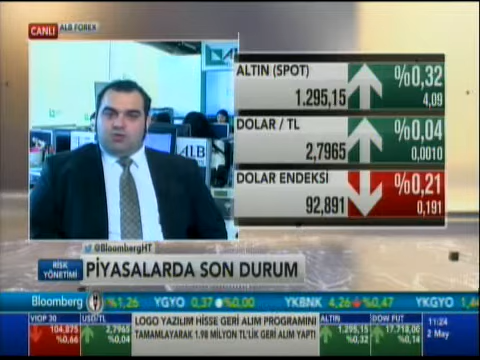 CANLI
ALB FOREX
ALB
ALTIN (SPOT)
%0,32
1.295,15
4,09
DOLAR / TL
%0,04
2,7965
0,0010
DOLAR ENDEKSİ
%0,21
92,891
0,191
@BloombergHT
RİSK
YÖNETİMİ
PİYASALARDA SON DURUM
Bloomberg
%1,26 YGYO 0,37 %0,00 YKBNK 4,26 %0,47 YKGYO 1,44
VIOP 30
104,875
%0,66
USD/TL
2,7965
%0,04
LOGO YAZILIM HİSSE GERİ ALIM PROGRAMINI
TAMAMLAYARAK 1.98 MİLYON TL'LİK GERİ ALIM YAPTI
ALTIN
1.295,15
%0,32
DOW FUT
17.718,00
%0,14
11:24
2 May